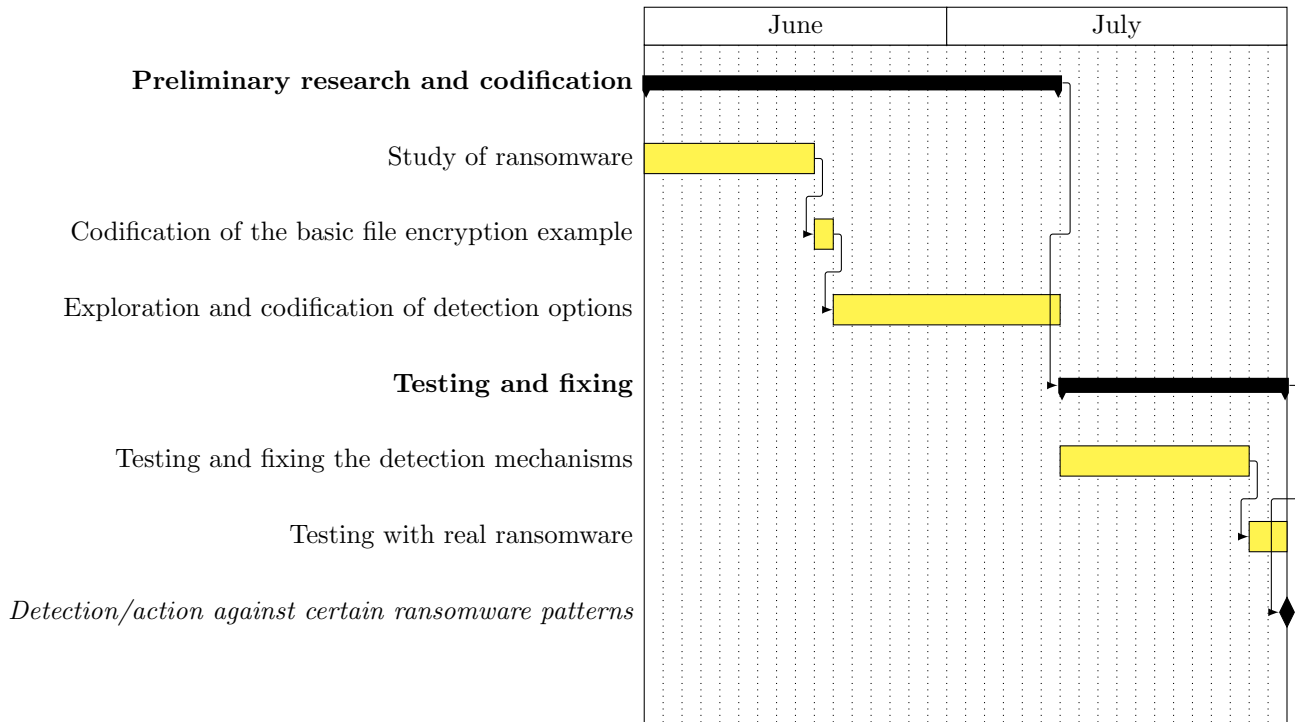 June
July
Preliminary research and codification
Study of ransomware
Codification of the basic file encryption example
Exploration and codification of detection options
Testing and fixing
Testing and fixing the detection mechanisms
Testing with real ransomware
Detection/action against certain ransomware patterns